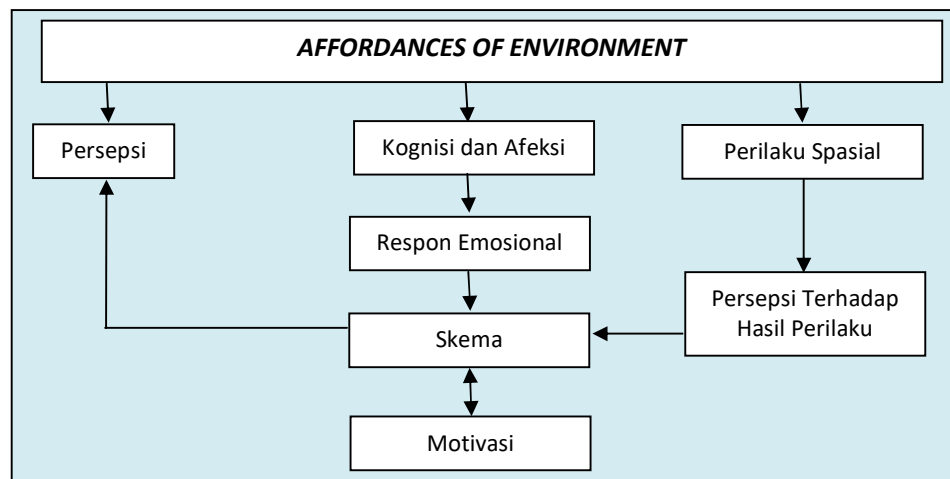 AFFORDANCES OF ENVIRONMENT
Persepsi
Kognisi dan Afeksi
Perilaku Spasial
Respon Emosional
Persepsi Terhadap
Hasil Perilaku
Skema
Motivasi